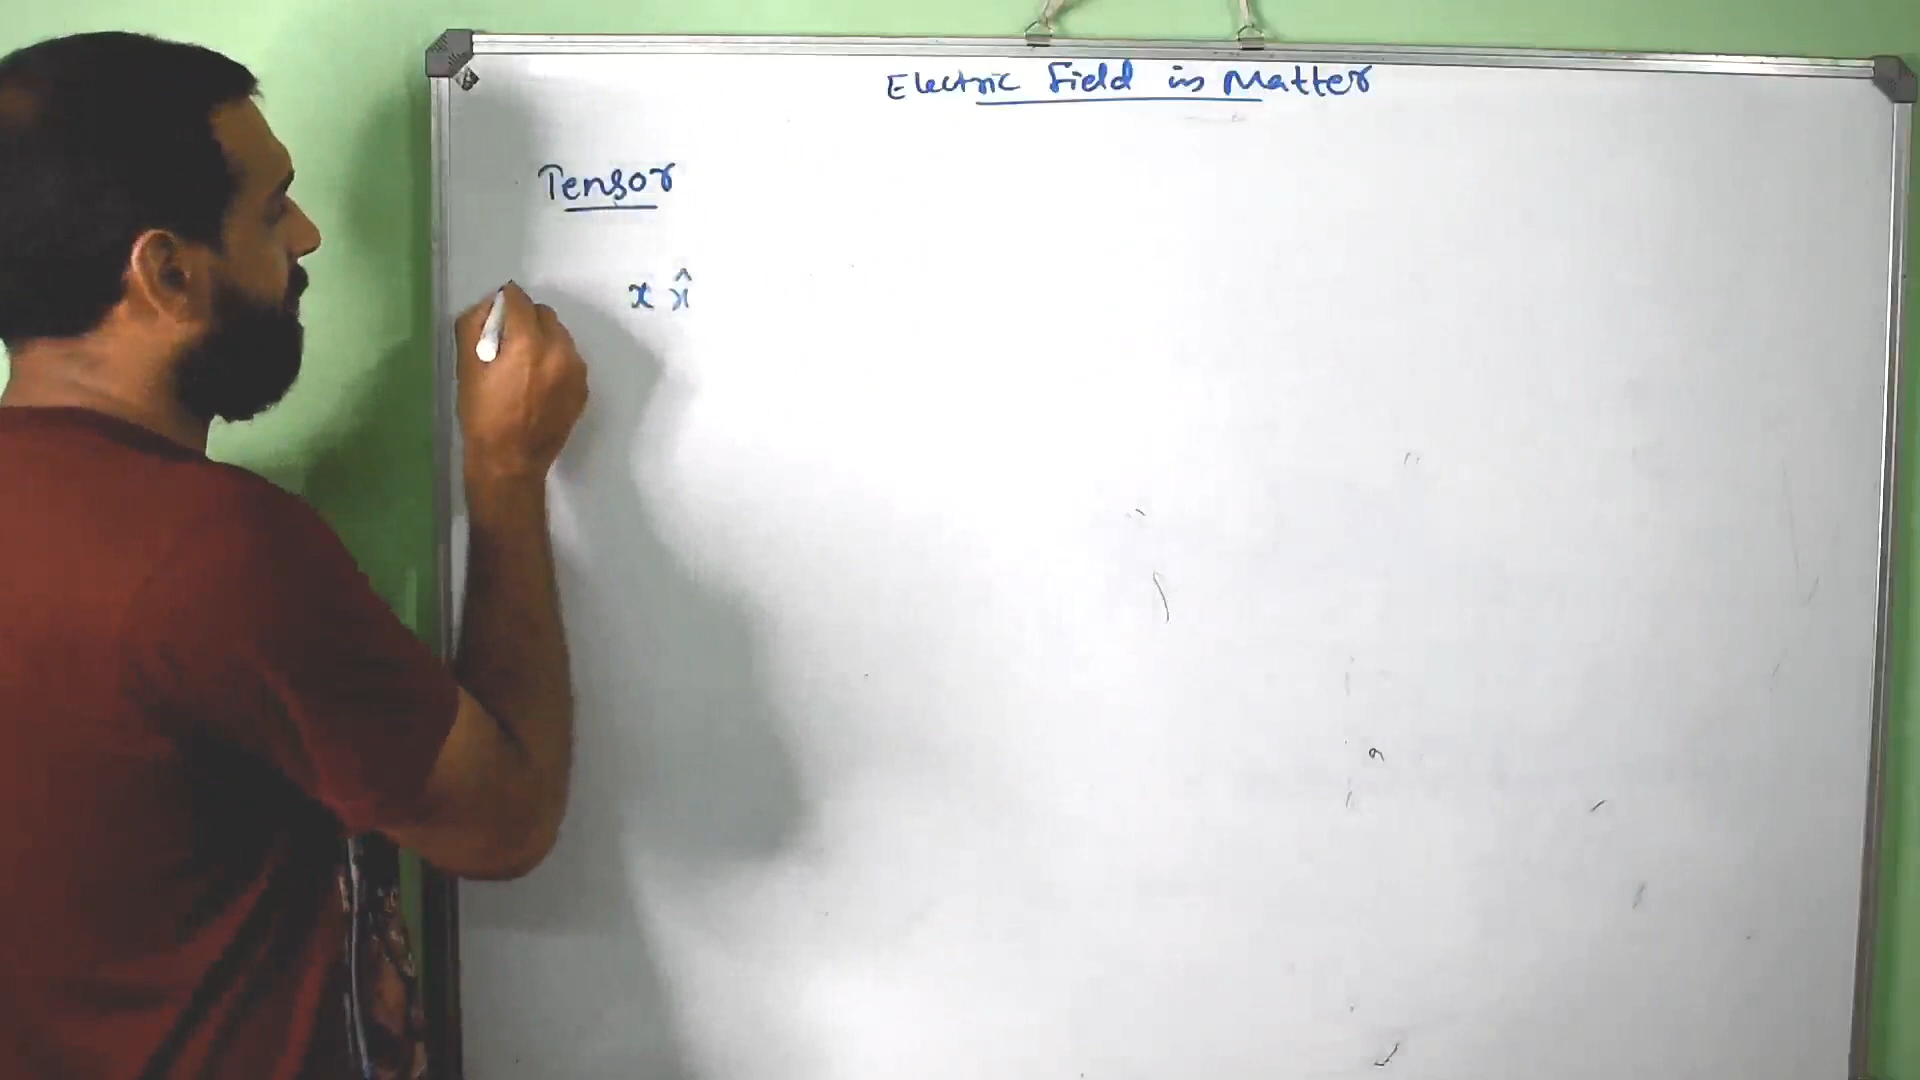 Electric Field in Matter
Tensor
x x̂